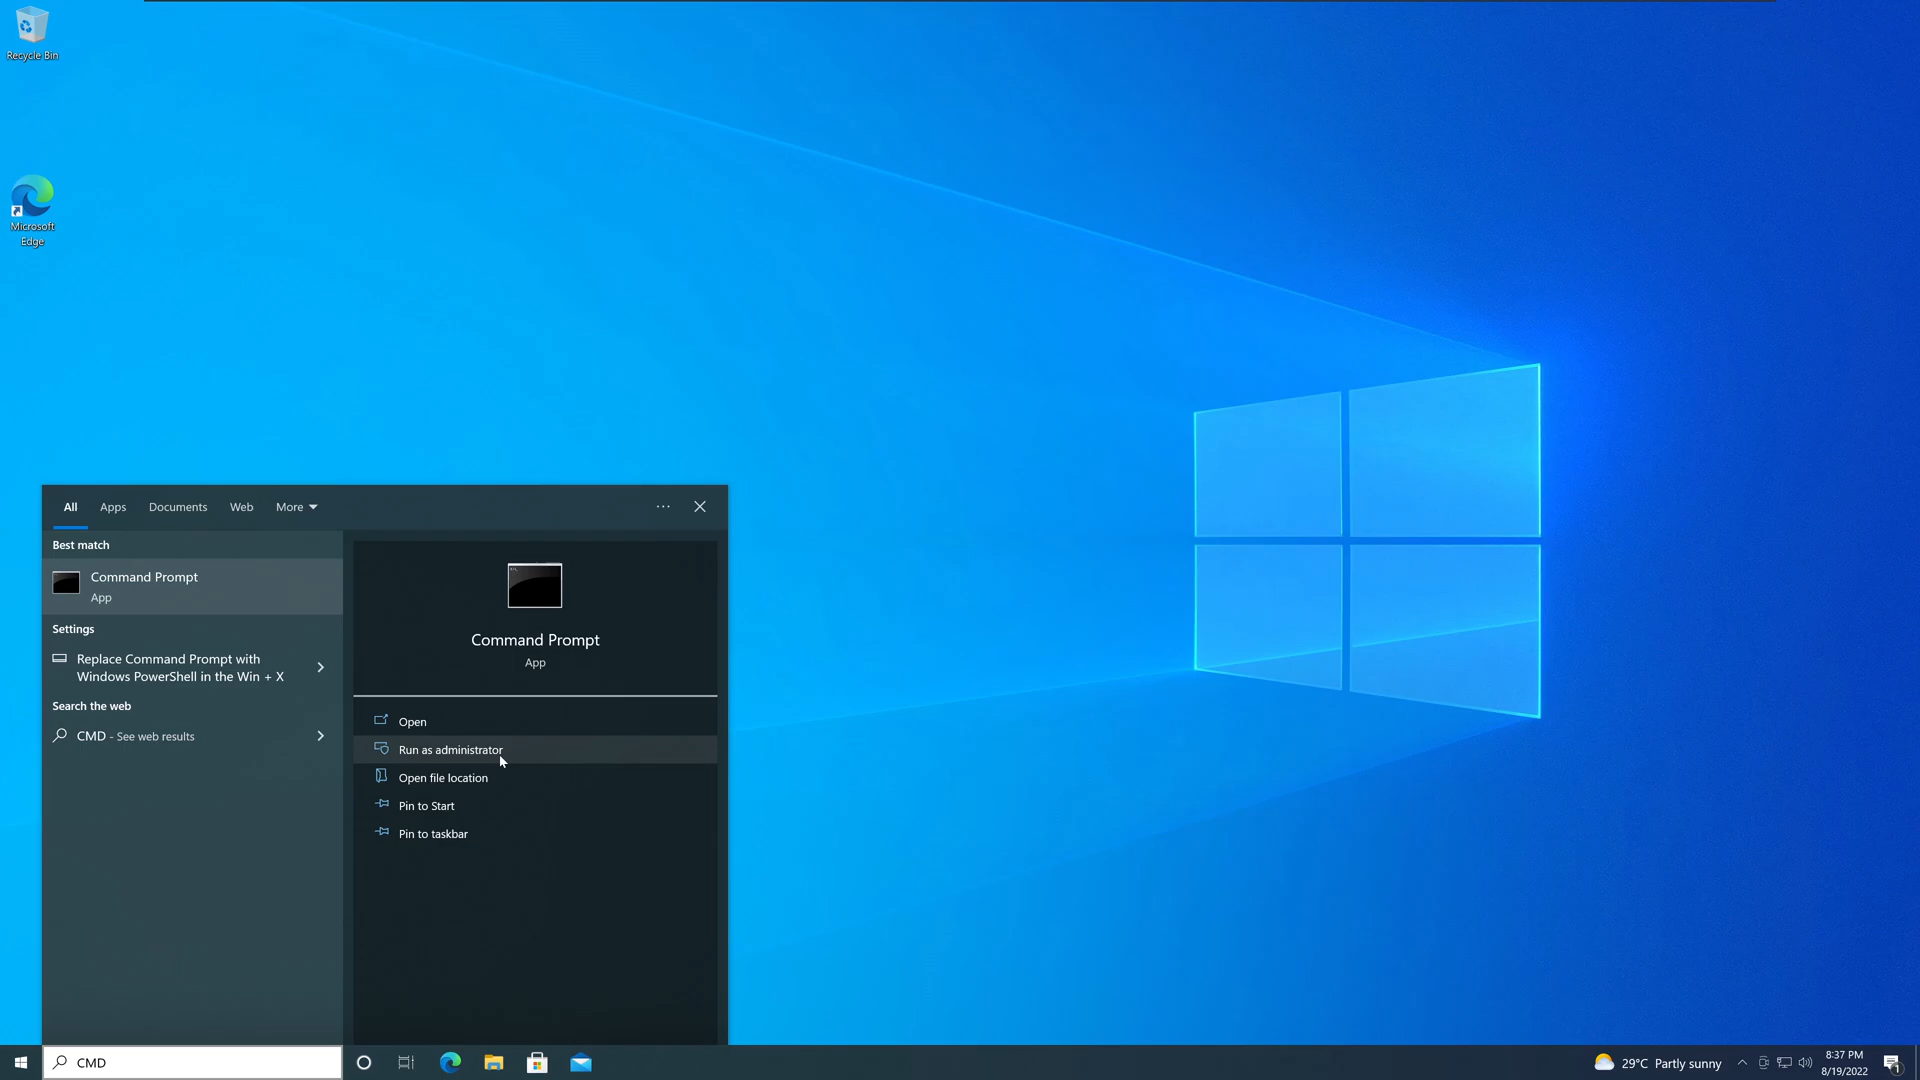 Recycle Bin
Microsoft
Edge
All
Apps
Documents
Web
More
Best match
Command Prompt
App
Settings
Replace Command Prompt with
Windows PowerShell in the Win + X
Search the web
CMD - See web results
Command Prompt
App
Open
Run as administrator
Open file location
Pin to Start
Pin to taskbar
CMD
29°C Partly sunny
8:37 PM
8/19/2022
1